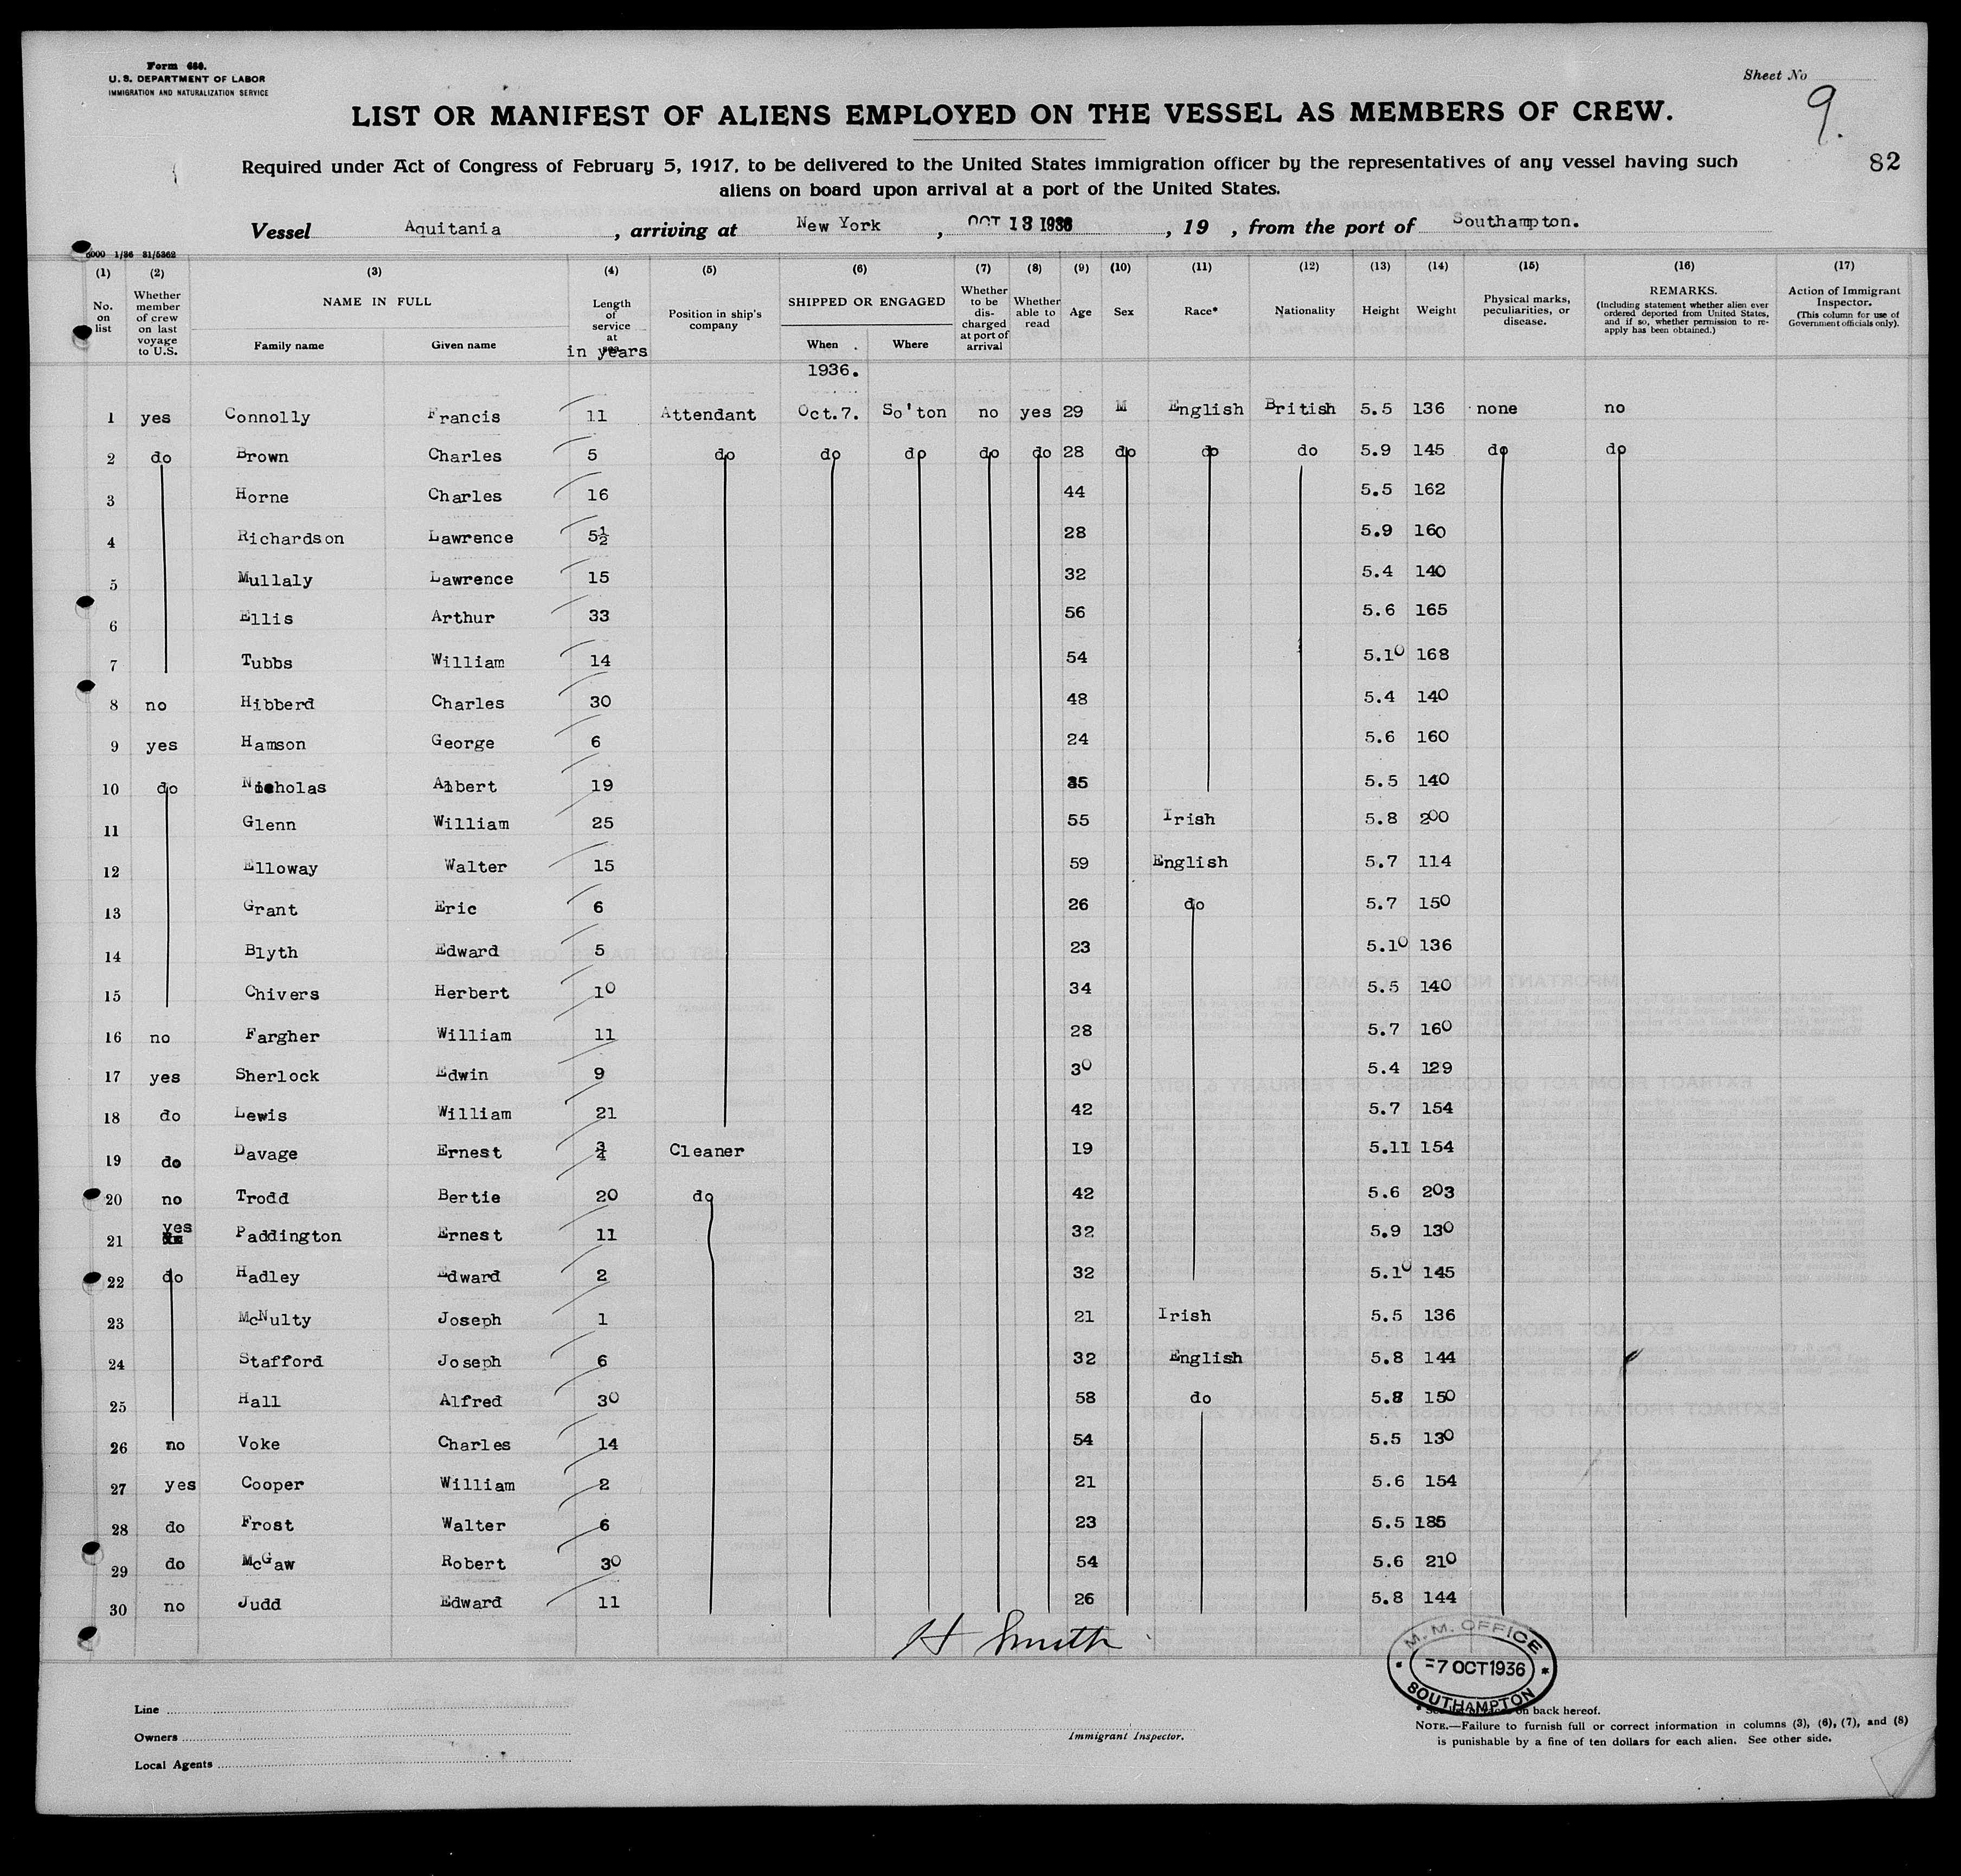 Form 680.
U. S. DEPARTMENT OF LABOR
IMMIGRATION AND NATURALIZATION SERVICE
Sheet No 9.
LIST OR MANIFEST OF ALIENS EMPLOYED ON THE VESSEL AS MEMBERS OF CREW.
82
Required under Act of Congress of February 5, 1917, to be delivered to the United States immigration officer by the representatives of any vessel having such
aliens on board upon arrival at a port of the United States.
Vessel Aquitania , arriving at New York , OCT 13 1936 , 19 , from the port of Southampton.
1/36 31/5362
(1) (2) (3) (4) (5) (6) (7) (8) (9) (10) (11) (12) (13) (14) (15) (16) (17)
No. on list
Whether member of crew on last voyage to U.S.
NAME IN FULL
Family name
Given name
Length of service at sea
in years
Position in ship's company
SHIPPED OR ENGAGED
When
Where
Whether to be discharged at port of arrival
Whether able to read
Age
Sex
Race*
Nationality
Height
Weight
Physical marks, peculiarities, or disease.
REMARKS.
(Including statement whether alien ever ordered deported from United States, and if so, whether permission to reapply has been obtained.)
Action of Immigrant Inspector.
(This column for use of Government officials only).
1936.
1 yes Connolly Francis 11 Attendant Oct.7. So'ton no yes 29 M English British 5.5 136 none no
2 do Brown Charles 5 do do do do do 28 do do do 5.9 145 do do
3 Horne Charles 16 44 5.5 162
4 Richardson Lawrence 5½ 28 5.9 160
5 Mullaly Lawrence 15 32 5.4 140
6 Ellis Arthur 33 56 5.6 165
7 Tubbs William 14 54 5.10 168
8 no Hibberd Charles 30 48 5.4 140
9 yes Hamson George 6 24 5.6 160
10 do Nicholas Albert 19 35 5.5 140
11 Glenn William 25 55 Irish 5.8 200
12 Elloway Walter 15 59 English 5.7 114
13 Grant Eric 6 26 do 5.7 150
14 Blyth Edward 5 23 5.10 136
15 Chivers Herbert 10 34 5.5 140
16 no Fargher William 11 28 5.7 160
17 yes Sherlock Edwin 9 30 5.4 129
18 do Lewis William 21 42 5.7 154
19 do Davage Ernest ¾ Cleaner 19 5.11 154
20 no Trodd Bertie 20 do 42 5.6 203
21 yes Paddington Ernest 11 32 5.9 130
22 do Hadley Edward 2 32 5.10 145
23 McNulty Joseph 1 21 Irish 5.5 136
24 Stafford Joseph 6 32 English 5.8 144
25 Hall Alfred 30 58 do 5.8 150
26 no Voke Charles 14 54 5.5 130
27 yes Cooper William 2 21 5.6 154
28 do Frost Walter 6 23 5.5 185
29 do McGaw Robert 30 54 5.6 210
30 no Judd Edward 11 26 5.8 144
H Smith
M. M. OFFICE
7 OCT 1936
SOUTHAMPTON
Line
Owners
Local Agents
Immigrant Inspector.
on back hereof.
NOTE.—Failure to furnish full or correct information in columns (3), (6), (7), and (8)
is punishable by a fine of ten dollars for each alien. See other side.